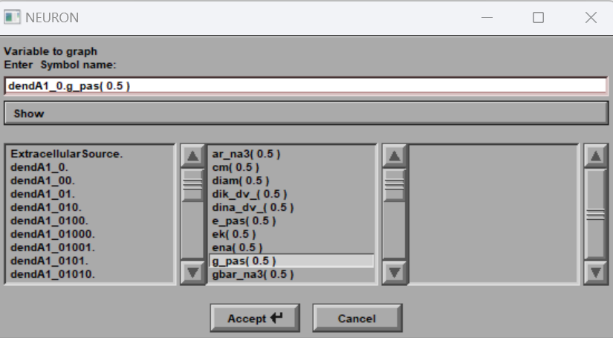 NEURON
Variable to graph
Enter Symbol name:
dendA1_0.g_pas( 0.5 )
Show
ExtracellularSource.
dendA1_0.
dendA1_00.
dendA1_01.
dendA1_010.
dendA1_0100.
dendA1_01000.
dendA1_01001.
dendA1_0101.
dendA1_01010.
ar_na3( 0.5 )
cm( 0.5 )
diam( 0.5 )
dik_dv_( 0.5 )
dina_dv_( 0.5 )
e_pas( 0.5 )
ek( 0.5 )
ena( 0.5 )
g_pas( 0.5 )
gbar_na3( 0.5 )
Accept
Cancel